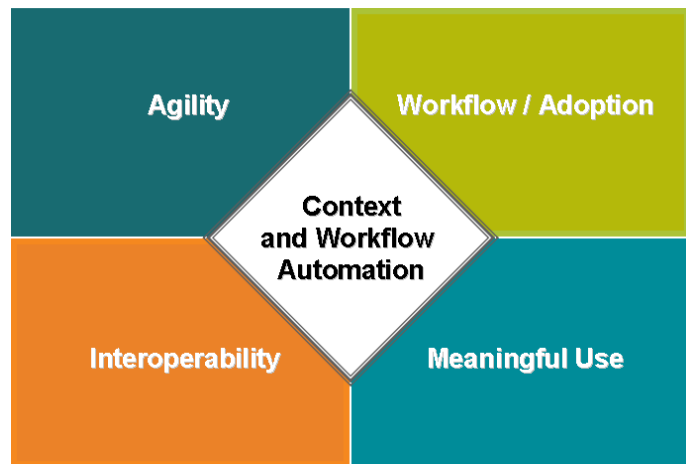 Agility
Workflow / Adoption
Context
and Workflow
Automation
Interoperability
Meaningful Use